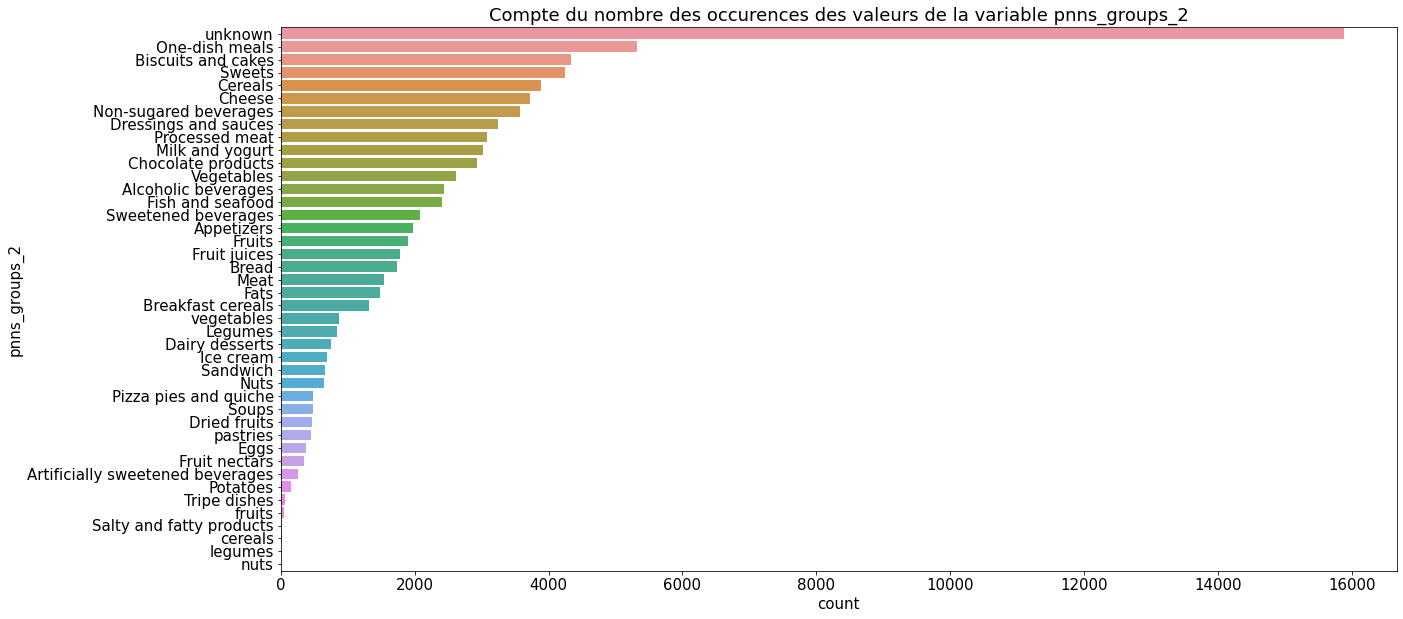 Compte du nombre des occurences des valeurs de la variable pnns_groups_2
pnns_groups_2
unknown
One-dish meals
Biscuits and cakes
Sweets
Cereals
Cheese
Non-sugared beverages
Dressings and sauces
Processed meat
Milk and yogurt
Chocolate products
Vegetables
Alcoholic beverages
Fish and seafood
Sweetened beverages
Appetizers
Fruits
Fruit juices
Bread
Meat
Fats
Breakfast cereals
vegetables
Legumes
Dairy desserts
Ice cream
Sandwich
Nuts
Pizza pies and quiche
Soups
Dried fruits
pastries
Eggs
Fruit nectars
Artificially sweetened beverages
Potatoes
Tripe dishes
fruits
Salty and fatty products
cereals
legumes
nuts
0 2000 4000 6000 8000 10000 12000 14000 16000
count